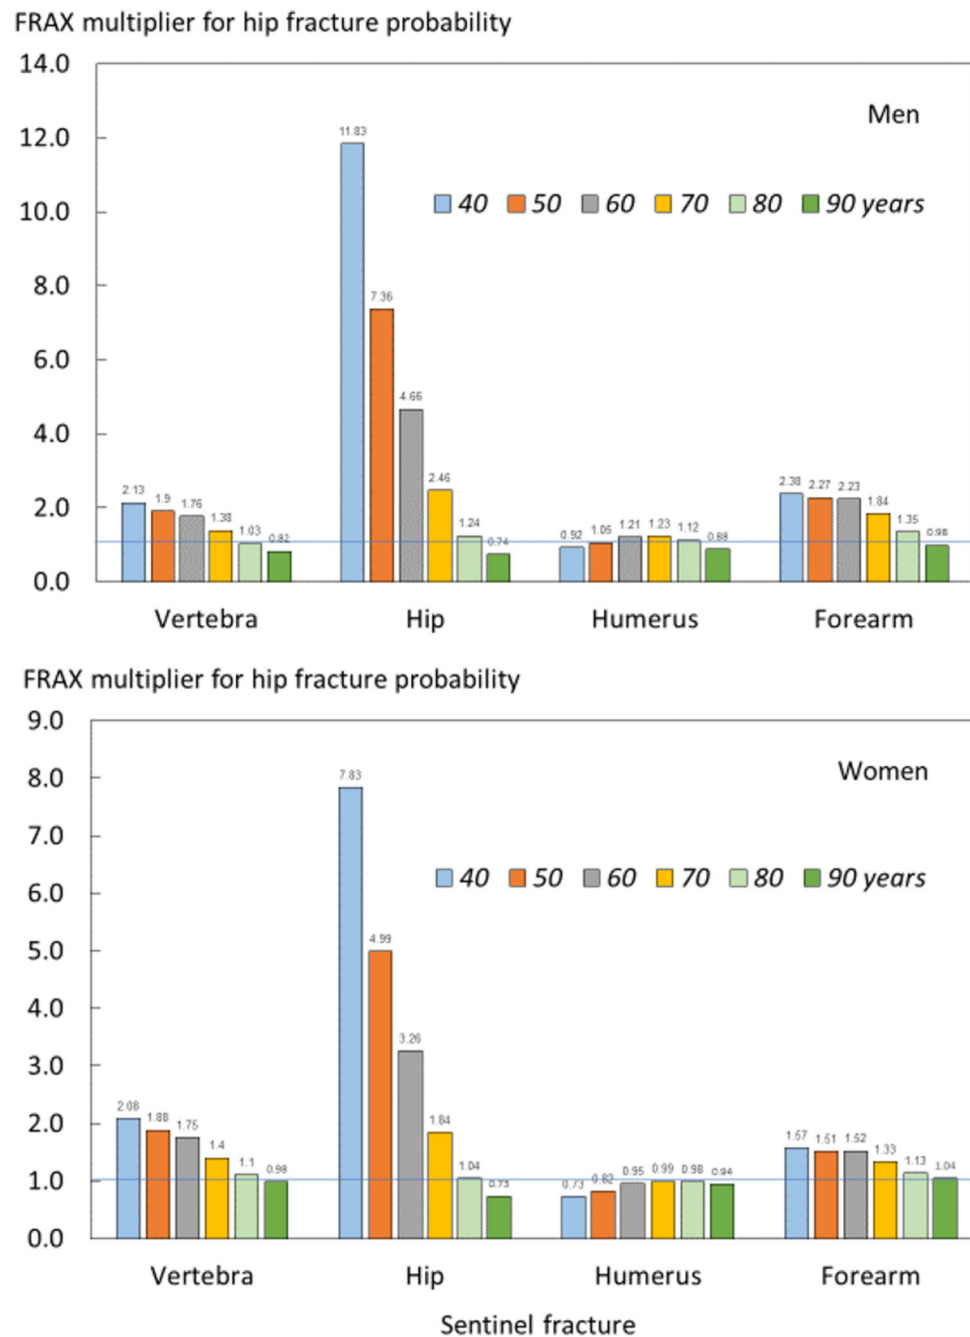 FRAX multiplier for hip fracture probability
14.0
Men
12.0
11.83
40 50 60 70 80 90 years
10.0
8.0
7.36
6.0
4.66
4.0
2.13 1.9 1.76 1.38 1.03 0.82
2.46 1.24 0.74
0.92 1.05 1.21 1.23 1.12 0.88
2.38 2.27 2.23 1.84 1.35 0.98
2.0
0.0
Vertebra Hip Humerus Forearm
FRAX multiplier for hip fracture probability
9.0
Women
8.0
7.83
7.0
40 50 60 70 80 90 years
6.0
5.0
4.99
4.0
3.26
3.0
2.08 1.88 1.75 1.4 1.1 0.98
1.84 1.04 0.73
0.73 0.82 0.95 0.99 0.98 0.94
1.57 1.51 1.52 1.33 1.13 1.04
2.0
1.0
0.0
Vertebra Hip Humerus Forearm
Sentinel fracture